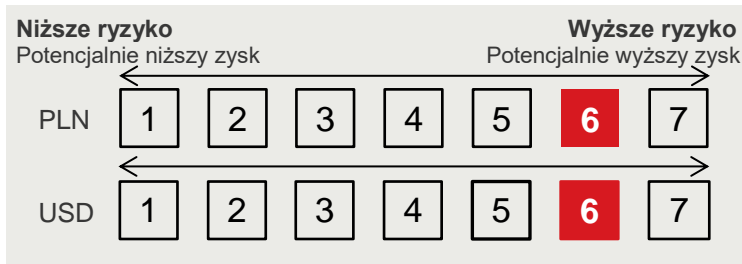 Niższe ryzyko Wyższe ryzyko
Potencjalnie niższy zysk Potencjalnie wyższy zysk
PLN 1 2 3 4 5 6 7
USD 1 2 3 4 5 6 7